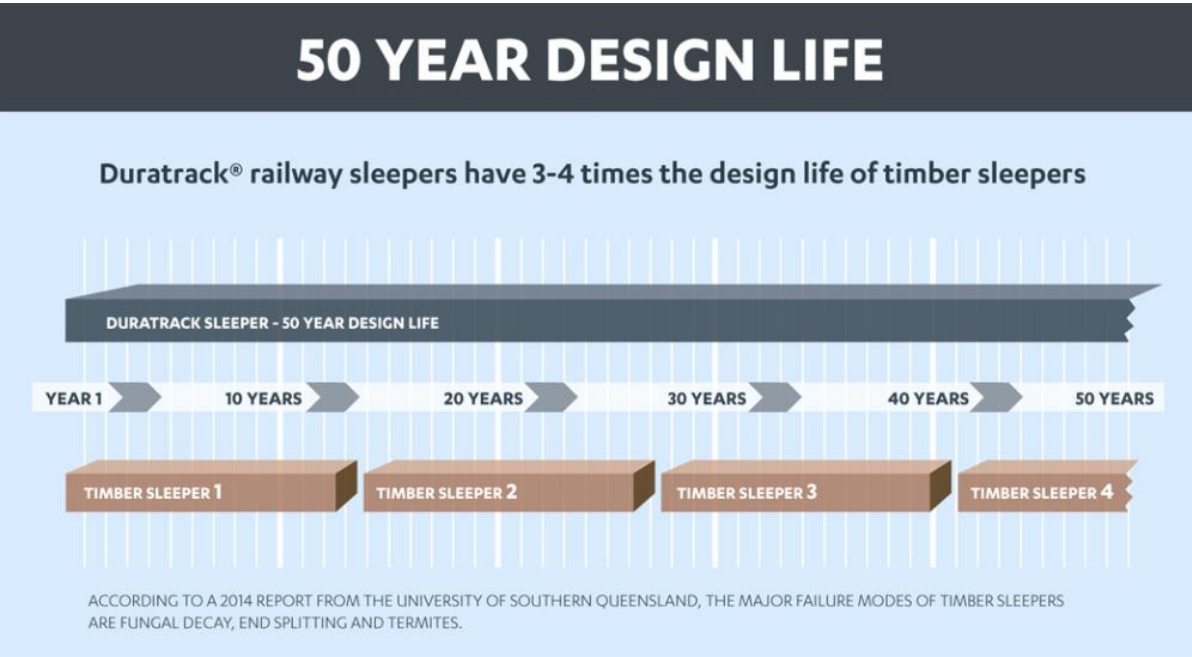 50 YEAR DESIGN LIFE
Duratrack® railway sleepers have 3-4 times the design life of timber sleepers
DURATRACK SLEEPER - 50 YEAR DESIGN LIFE
YEAR 1 10 YEARS 20 YEARS 30 YEARS 40 YEARS 50 YEARS
TIMBER SLEEPER 1 TIMBER SLEEPER 2 TIMBER SLEEPER 3 TIMBER SLEEPER 4
ACCORDING TO A 2014 REPORT FROM THE UNIVERSITY OF SOUTHERN QUEENSLAND, THE MAJOR FAILURE MODES OF TIMBER SLEEPERS
ARE FUNGAL DECAY, END SPLITTING AND TERMITES.